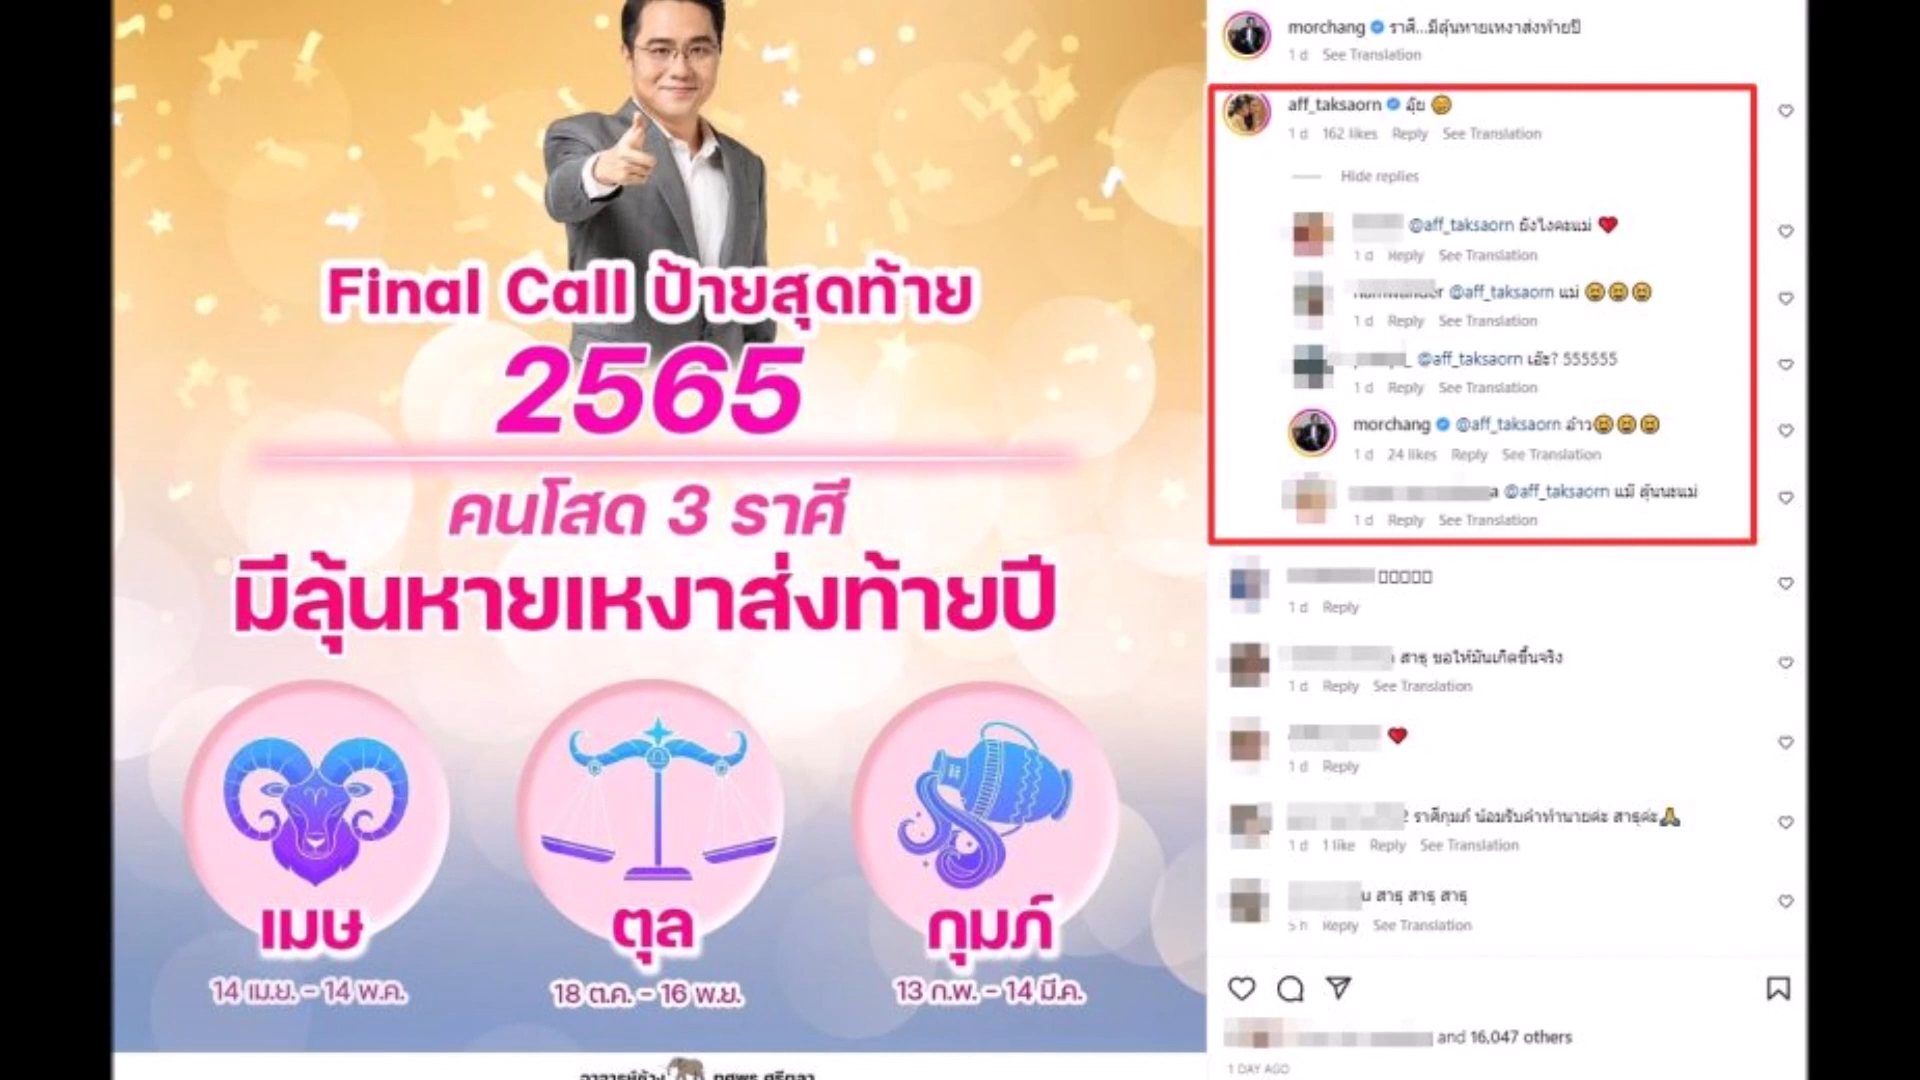 Final Call ป้ายสุดท้าย
2565
คนโสด 3 ราศี
มีลุ้นหายเหงาส่งท้ายปี
เมษ
14 เม.ย. - 14 พ.ค.
ตุล
18 ต.ค. - 16 พ.ย.
กุมภ์
13 ก.พ. - 14 มี.ค.
morchang ราศี...มีลุ้นหายเหงาส่งท้ายปี
1 d See Translation
aff_taksaorn อุ๊ย 
1 d 162 likes Reply See Translation
Hide replies
@aff_taksaorn ยังไงคะแม่ ❤️
1 d Reply See Translation
@aff_taksaorn แม่ 😆😆😆
1 d Reply See Translation
@aff_taksaorn เอ๊ะ? 555555
1 d Reply See Translation
morchang @aff_taksaorn อ้าว😆😆😆
1 d 24 likes Reply See Translation
@aff_taksaorn แม๊ ลุ้นนะแม่
1 d Reply See Translation
1 d Reply
สาธุ ขอให้มันเกิดขึ้นจริง
1 d Reply See Translation
❤️
1 d Reply
ราศีกุมภ์ น้อมรับคำทำนายค่ะ สาธุค่ะ🙏
1 d 1 like Reply See Translation
สาธุ สาธุ สาธุ
5 h Reply See Translation
and 16,047 others
1 DAY AGO